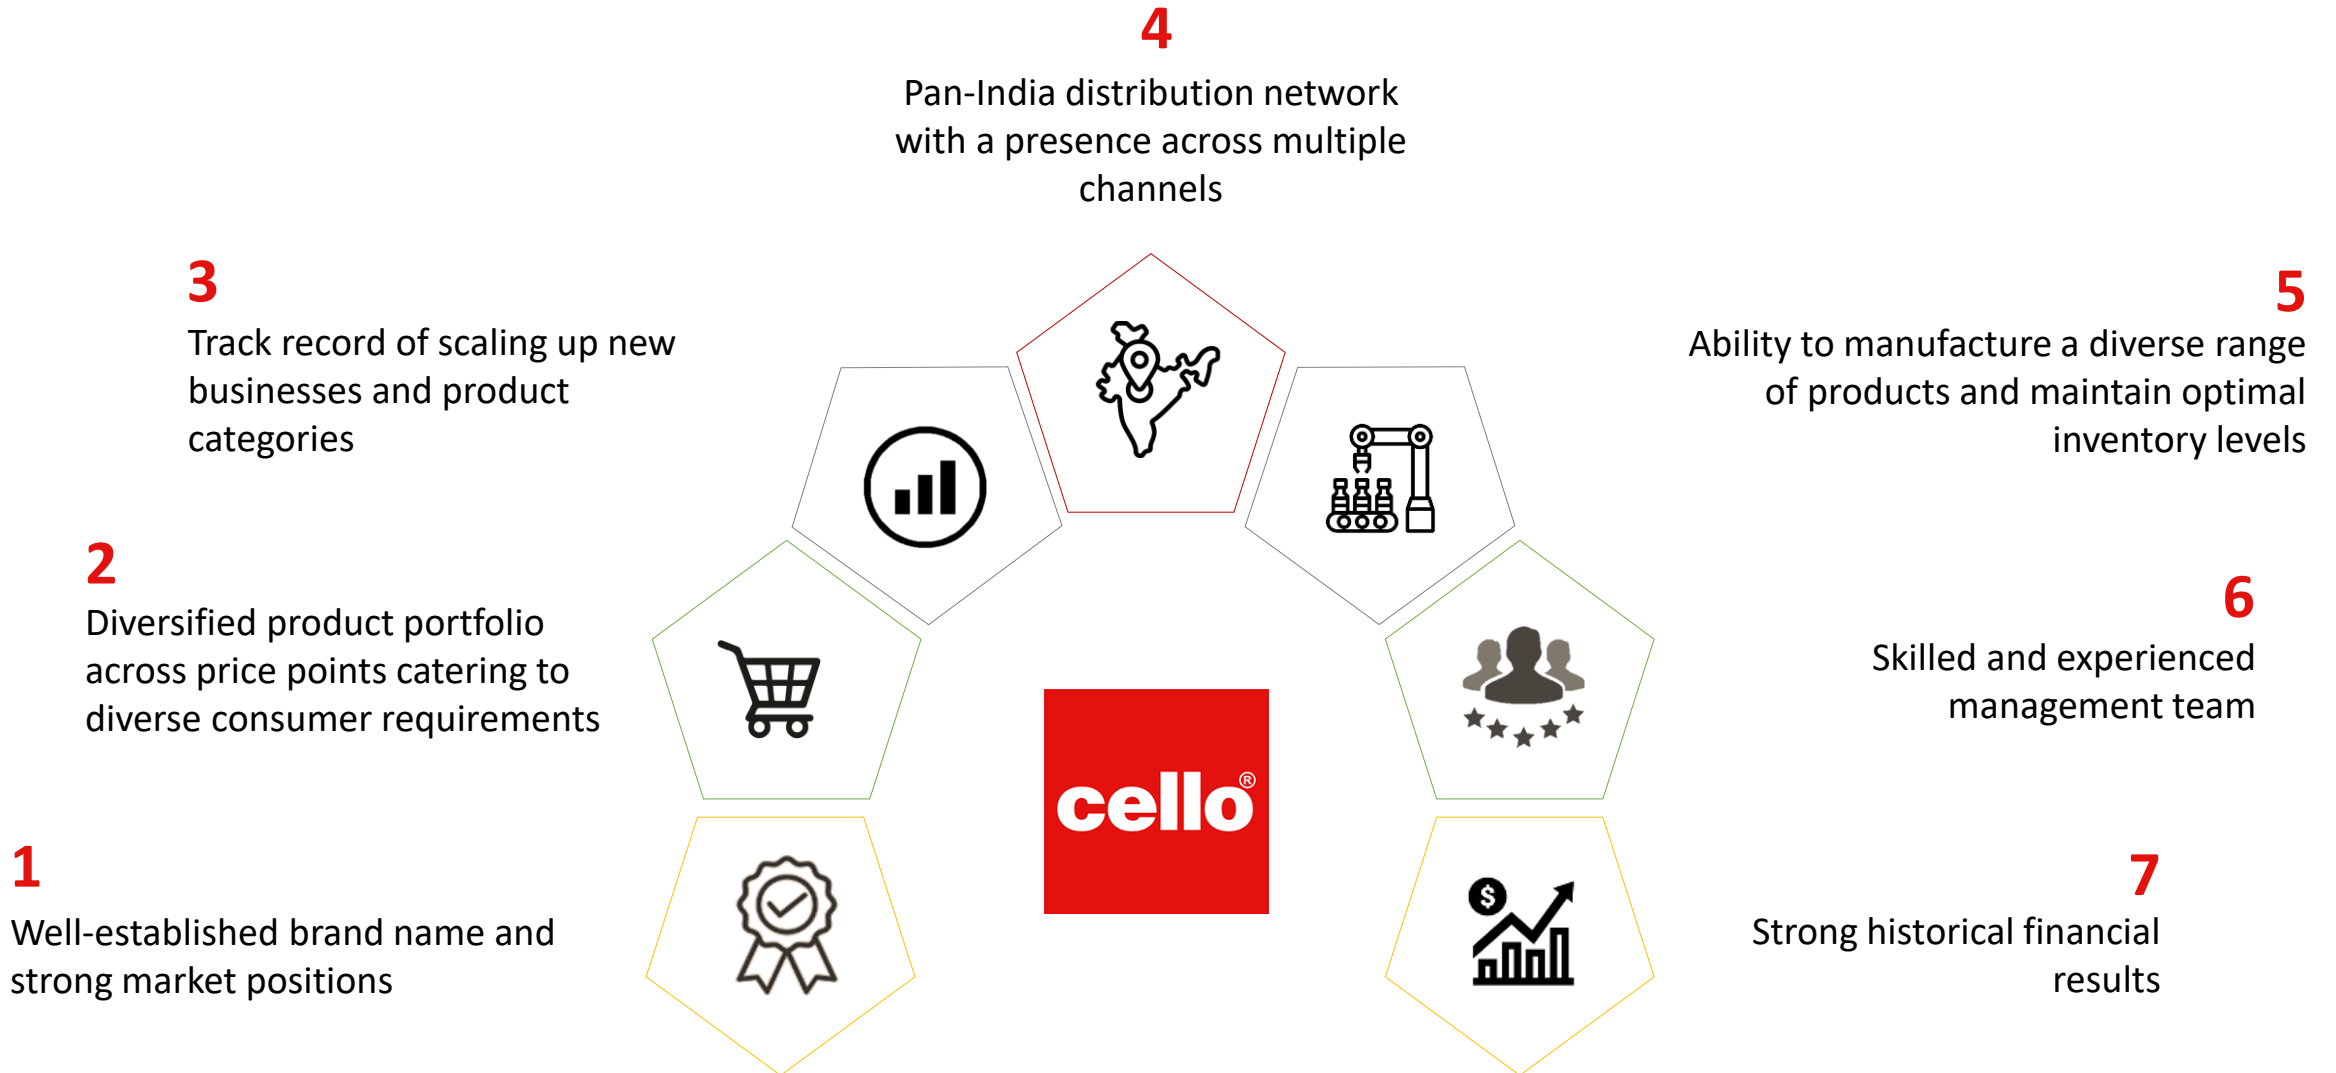 4
Pan-India distribution network
with a presence across multiple
channels
3
Track record of scaling up new
businesses and product
categories
5
Ability to manufacture a diverse range
of products and maintain optimal
inventory levels
2
Diversified product portfolio
across price points catering to
diverse consumer requirements
6
Skilled and experienced
management team
cello®
1
Well-established brand name and
strong market positions
$
7
Strong historical financial
results